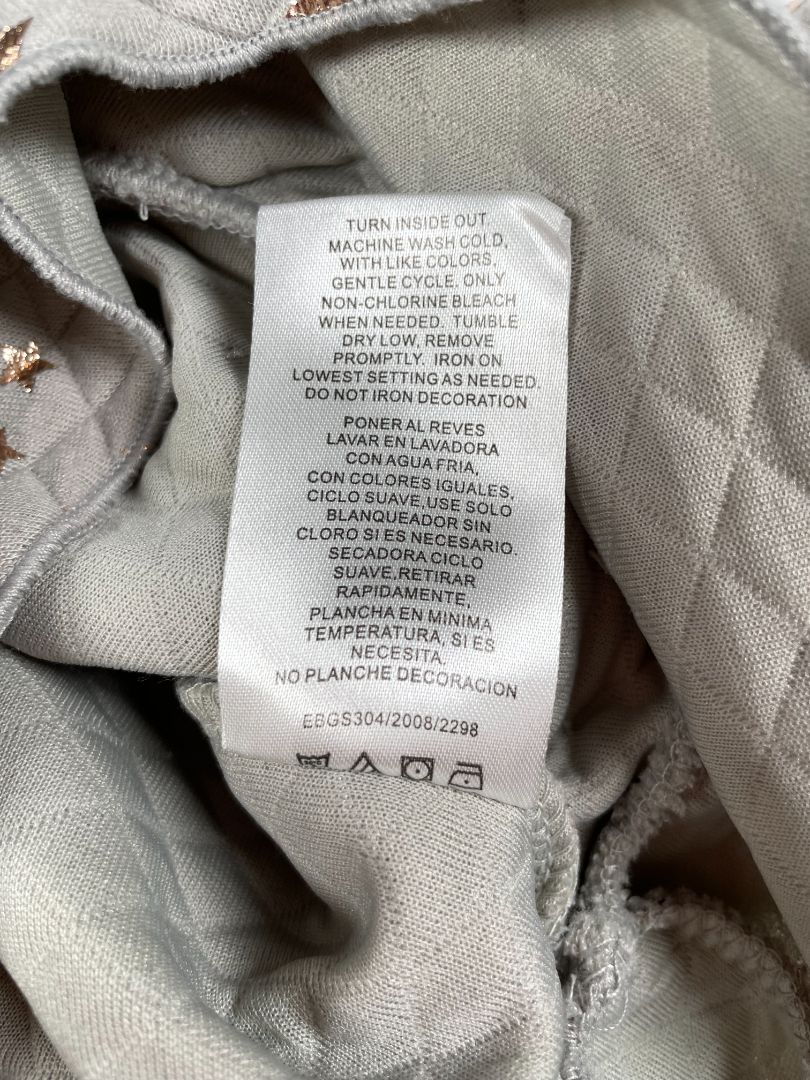 TURN INSIDE OUT
MACHINE WASH COLD,
WITH LIKE COLORS,
GENTLE CYCLE. ONLY
NON-CHLORINE BLEACH
WHEN NEEDED. TUMBLE
DRY LOW, REMOVE
PROMPTLY. IRON ON
LOWEST SETTING AS NEEDED.
DO NOT IRON DECORATION
PONER AL REVES
LAVAR EN LAVADORA
CON AGUA FRIA,
CON COLORES IGUALES,
CICLO SUAVE,USE SOLO
BLANQUEADOR SIN
CLORO SI ES NECESARIO.
SECADORA CICLO
SUAVE,RETIRAR
RAPIDAMENTE,
PLANCHA EN MINIMA
TEMPERATURA, SI ES
NECESITA.
NO PLANCHE DECORACION
EBGS304/2008/2298